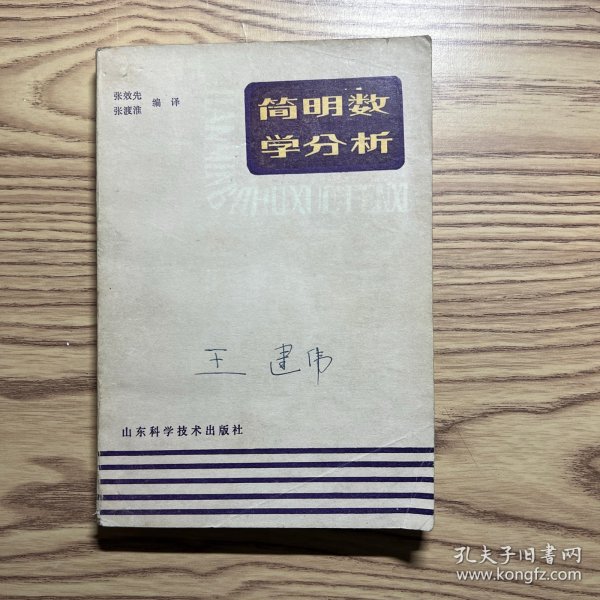 张效先
张渡淮
编译
简明数
学分析
王建伟
山东科学技术出版社
孔夫子旧书网
www.kongfz.com